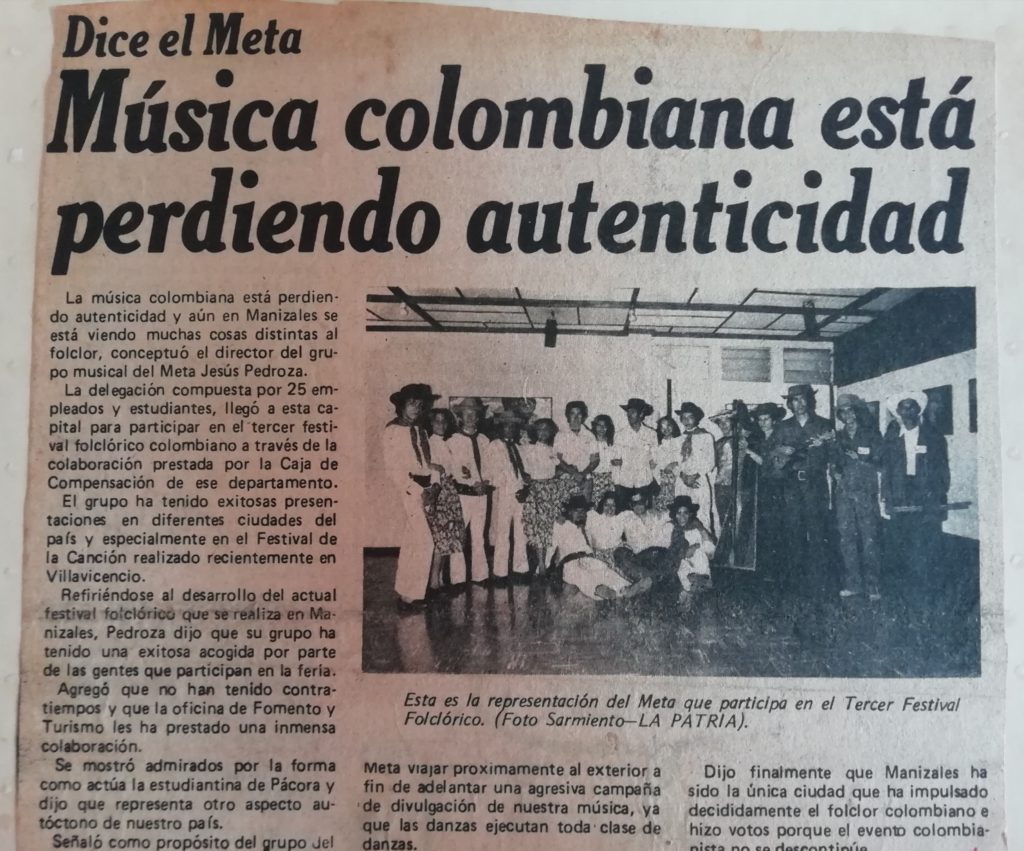 Dice el Meta
Música colombiana está
perdiendo autenticidad
La música colombiana está perdien-
do autenticidad y aún en Manizales se
está viendo muchas cosas distintas al
folclor, conceptuó el director del gru-
po musical del Meta Jesús Pedroza.
La delegación compuesta por 25 em-
pleados y estudiantes, llegó a esta ca-
pital para participar en el tercer festi-
val folclórico colombiano a través de la
colaboración prestada por la Caja de
Compensación de ese departamento.
El grupo ha tenido exitosas presen-
taciones en diferentes ciudades del
país y especialmente en el Festival de
la Canción realizado recientemente en
Villavicencio.
Refiriéndose al desarrollo del actual
festival folclórico que se realiza en Ma-
nizales, Pedroza dijo que su grupo ha
tenido una exitosa acogida por parte
de las gentes que participan en la feria.
Agregó que no han tenido contra-
tiempos y que la oficina de Fomento y
Turismo les ha prestado una inmensa
colaboración.
Se mostró admirados por la forma
como actúa la estudiantina de Pácora y
dijo que representa otro aspecto au-
tóctono de nuestro país.
Señaló como propósito del grupo del
Esta es la representación del Meta que participa en el Tercer Festival
Folclórico. (Foto Sarmiento—LA PATRIA).
Meta viajar proximamente al exterior a
fin de adelantar una agresiva campaña
de divulgación de nuestra música, ya
que las danzas ejecutan toda clase de
danzas.
Dijo finalmente que Manizales ha
sido la única ciudad que ha impulsado
decididamente el folclor colombiano e
hizo votos porque el evento colombia-
nista no se descontinúe.